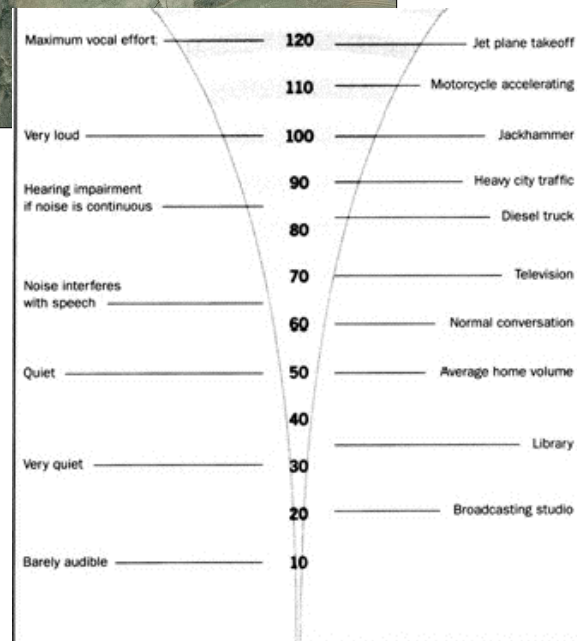 Maximum vocal effort
120
Jet plane takeoff
110
Motorcycle accelerating
Very loud
100
Jackhammer
90
Heavy city traffic
Hearing impairment
if noise is continuous
Diesel truck
80
70
Television
Noise interferes
with speech
60
Normal conversation
Quiet
50
Average home volume
40
Library
Very quiet
30
20
Broadcasting studio
Barely audible
10